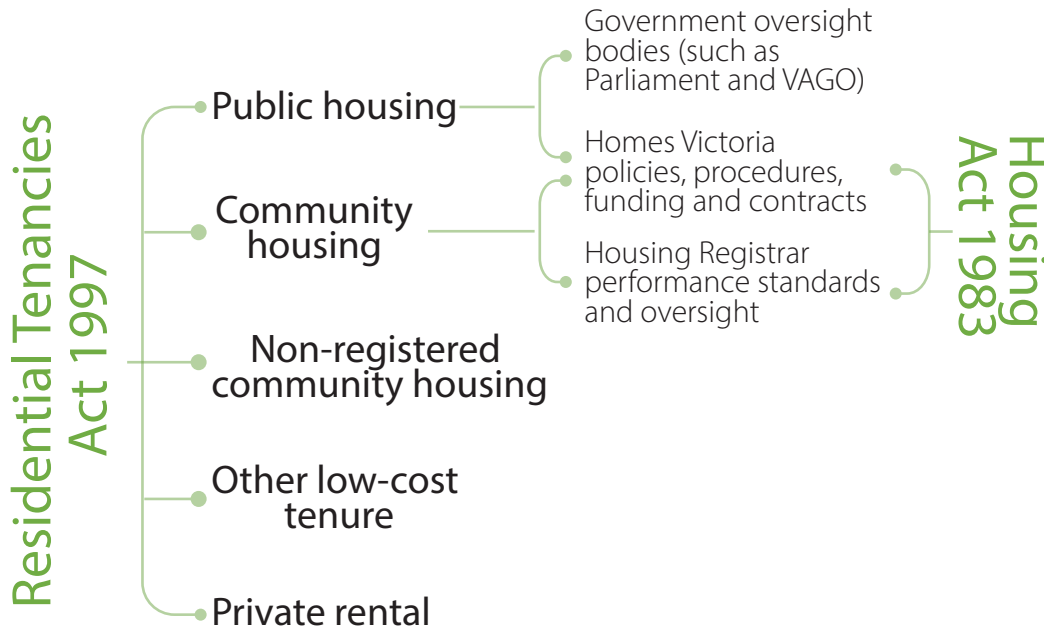 Residential Tenancies
Act 1997
Public housing
Community
housing
Non-registered
community housing
Other low-cost
tenure
Private rental
Government oversight
bodies (such as
Parliament and VAGO)
Homes Victoria
policies, procedures,
funding and contracts
Housing Registrar
performance standards
and oversight
Housing
Act 1983